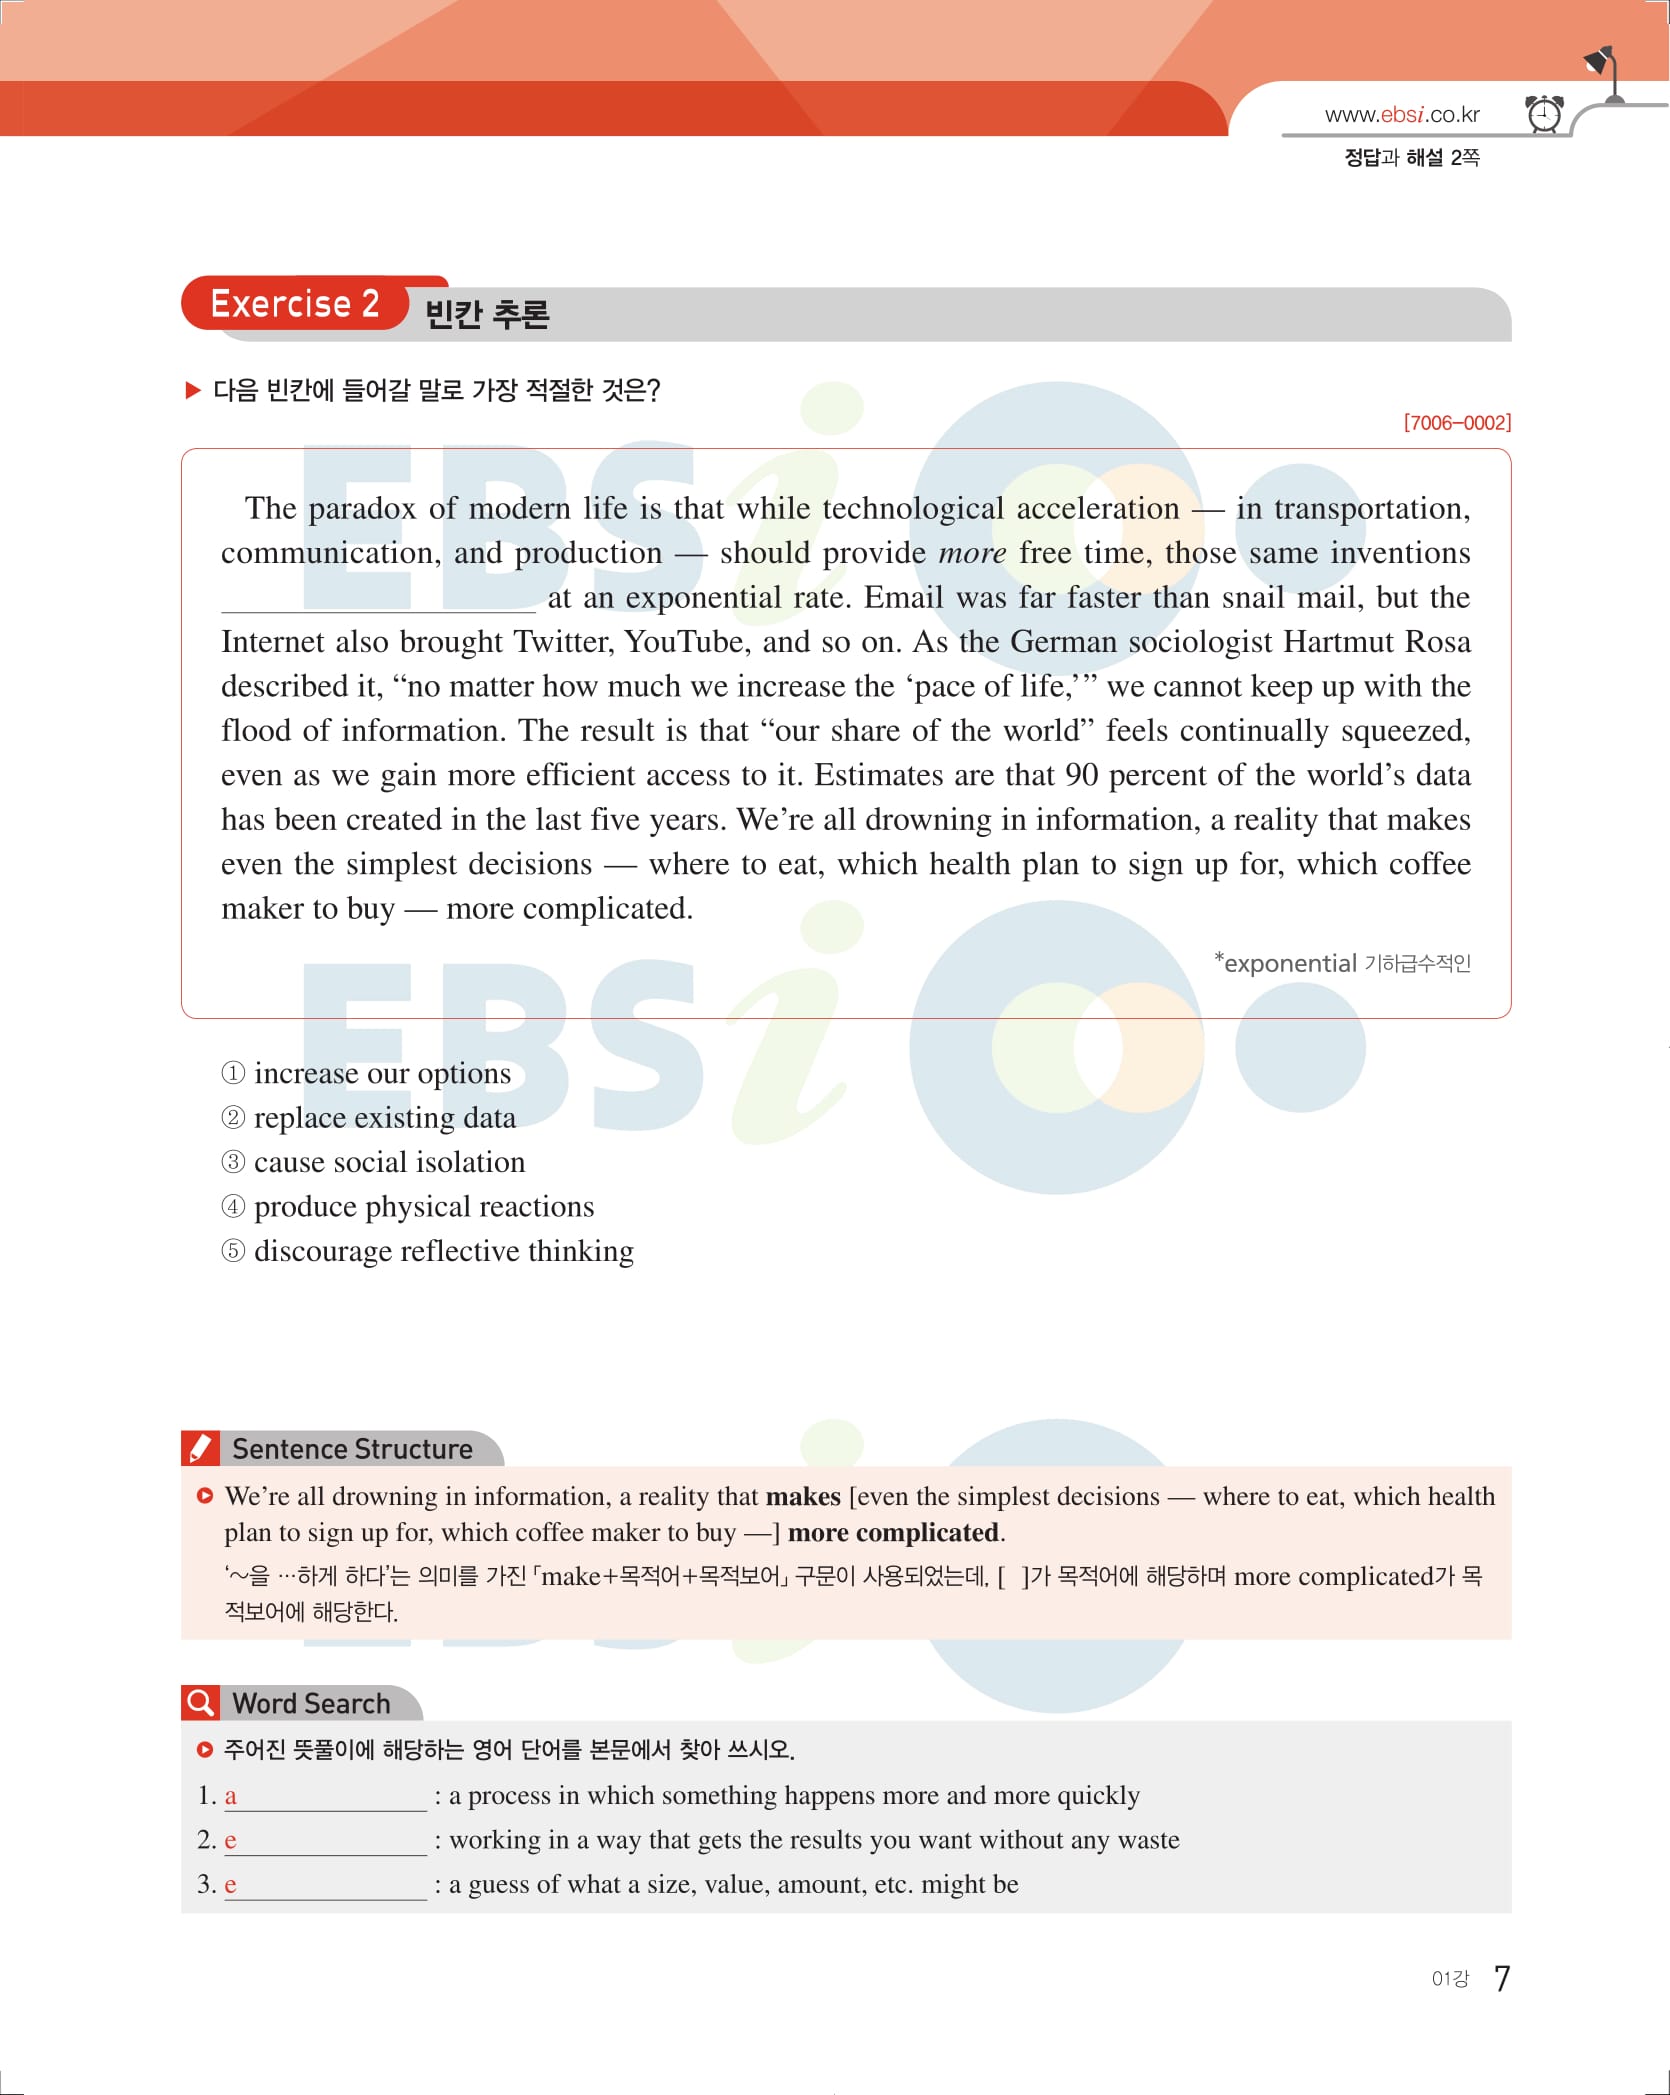 www.ebsi.co.kr
정답과 해설 2쪽
Exercise 2 빈칸 추론
▶ 다음 빈칸에 들어갈 말로 가장 적절한 것은?
[7006-0002]
The paradox of modern life is that while technological acceleration — in transportation,
communication, and production — should provide more free time, those same inventions
____________________ at an exponential rate. Email was far faster than snail mail, but the
Internet also brought Twitter, YouTube, and so on. As the German sociologist Hartmut Rosa
described it, “no matter how much we increase the ‘pace of life,’” we cannot keep up with the
flood of information. The result is that “our share of the world” feels continually squeezed,
even as we gain more efficient access to it. Estimates are that 90 percent of the world’s data
has been created in the last five years. We’re all drowning in information, a reality that makes
even the simplest decisions — where to eat, which health plan to sign up for, which coffee
maker to buy — more complicated.
*exponential 기하급수적인
① increase our options
② replace existing data
③ cause social isolation
④ produce physical reactions
⑤ discourage reflective thinking
Sentence Structure
We’re all drowning in information, a reality that makes [even the simplest decisions — where to eat, which health
plan to sign up for, which coffee maker to buy —] more complicated.
‘~을 …하게 하다’는 의미를 가진 「make+목적어+목적보어」 구문이 사용되었는데, [ ]가 목적어에 해당하며 more complicated가 목
적보어에 해당한다.
Word Search
주어진 뜻풀이에 해당하는 영어 단어를 본문에서 찾아 쓰시오.
1. a____________ : a process in which something happens more and more quickly
2. e____________ : working in a way that gets the results you want without any waste
3. e____________ : a guess of what a size, value, amount, etc. might be
01강 7
EBSi
EBSi